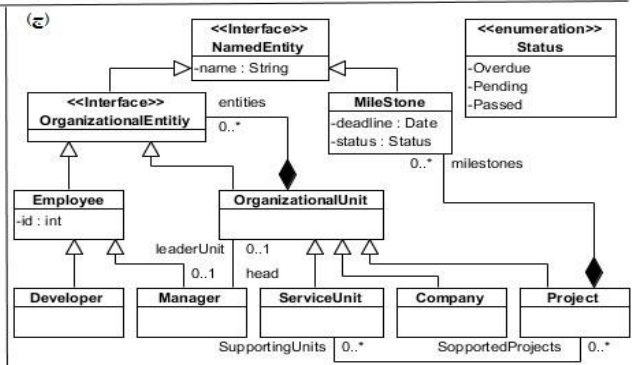 (ج)
<<Interface>>
NamedEntity
-name : String
<<enumeration>>
Status
-Overdue
-Pending
-Passed
<<Interface>>
OrganizationalEntitiy
entities
0..*
MileStone
-deadline : Date
-status : Status
0..* milestones
Employee
-id : int
OrganizationalUnit
leaderUnit 0..1
0..1 head
Developer
Manager
ServiceUnit
Company
Project
SupportingUnits 0..*
SopportedProjects 0..*